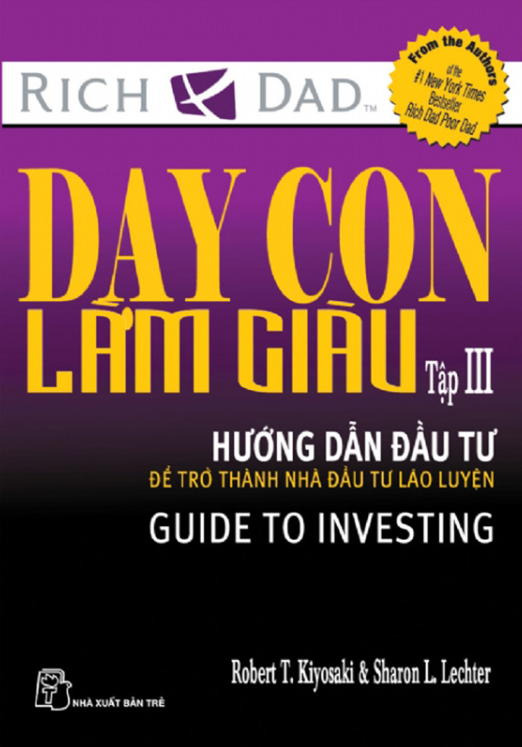 RICH DAD™
From the Authors
of the
#1 New York Times
Bestseller
Rich Dad Poor Dad
DẠY CON
LÀM GIÀU
Tập III
HƯỚNG DẪN ĐẦU TƯ
ĐỂ TRỞ THÀNH NHÀ ĐẦU TƯ LÃO LUYỆN
GUIDE TO INVESTING
Robert T. Kiyosaki & Sharon L. Lechter
NHÀ XUẤT BẢN TRẺ